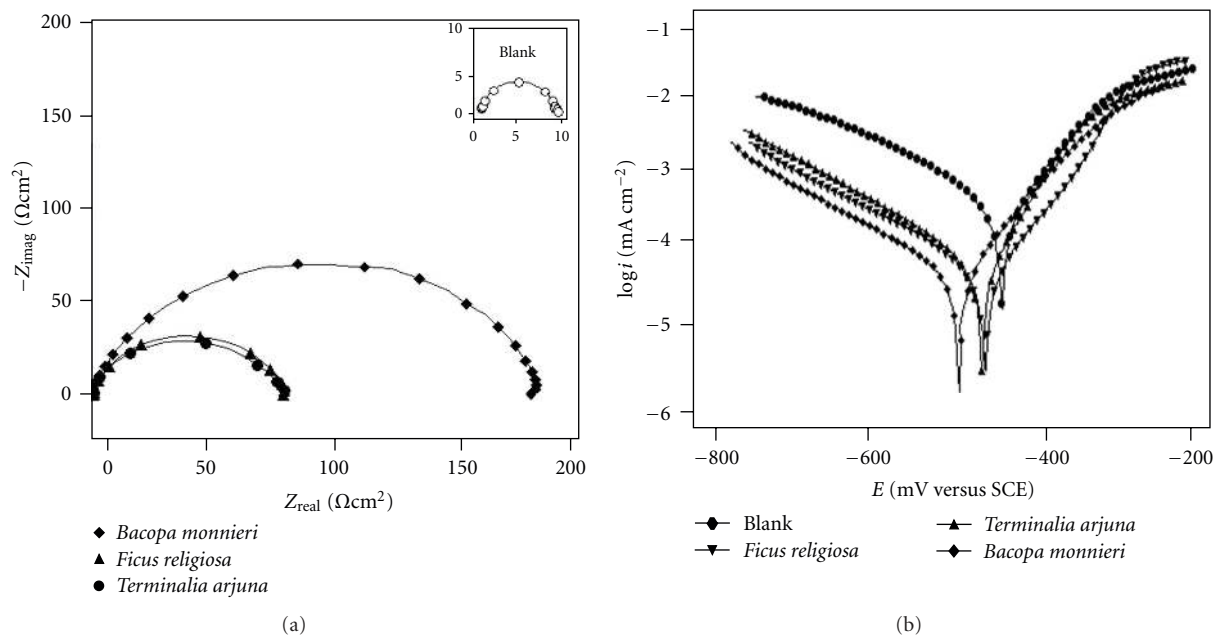 −200
150
100
50
0
−Zimag (Ωcm2)
10
5
0
Blank
0 5 10
0 50 100 150 200
Zreal (Ωcm2)
Bacopa monnieri
Ficus religiosa
Terminalia arjuna
(a)
−1
−2
−3
−4
−5
−6
log i (mA cm−2)
−800 −600 −400 −200
E (mV versus SCE)
Blank Terminalia arjuna
Ficus religiosa Bacopa monnieri
(b)